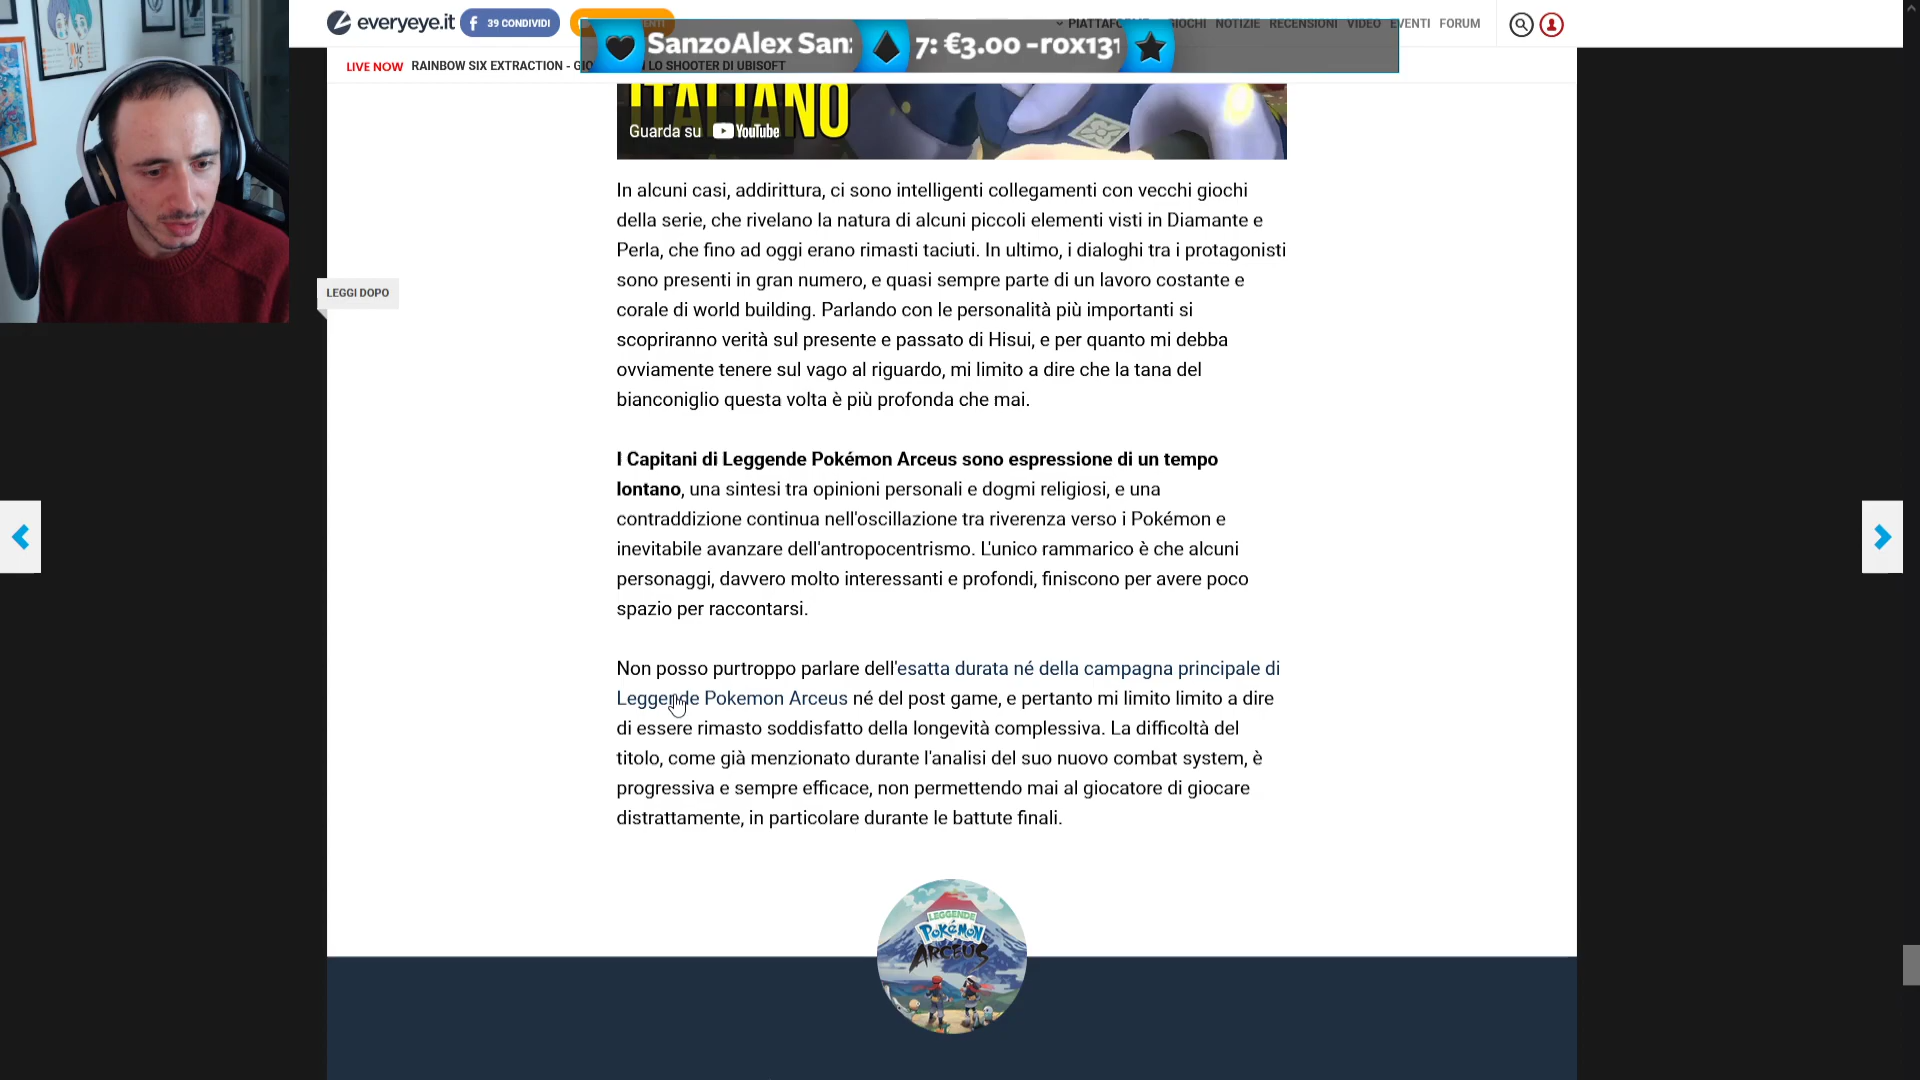 everyeye.it
39 CONDIVIDI
GIOCHI NOTIZIE RECENSIONI VIDEO EVENTI FORUM
SanzoAlex San: 7: €3.00 -rox131
LIVE NOW RAINBOW SIX EXTRACTION - LO SHOOTER DI UBISOFT
ITALIANO
Guarda su YouTube
In alcuni casi, addirittura, ci sono intelligenti collegamenti con vecchi giochi
della serie, che rivelano la natura di alcuni piccoli elementi visti in Diamante e
Perla, che fino ad oggi erano rimasti taciuti. In ultimo, i dialoghi tra i protagonisti
sono presenti in gran numero, e quasi sempre parte di un lavoro costante e
LEGGI DOPO
corale di world building. Parlando con le personalità più importanti si
scopriranno verità sul presente e passato di Hisui, e per quanto mi debba
ovviamente tenere sul vago al riguardo, mi limito a dire che la tana del
bianconiglio questa volta è più profonda che mai.
I Capitani di Leggende Pokémon Arceus sono espressione di un tempo
lontano, una sintesi tra opinioni personali e dogmi religiosi, e una
contraddizione continua nell'oscillazione tra riverenza verso i Pokémon e
inevitabile avanzare dell'antropocentrismo. L'unico rammarico è che alcuni
personaggi, davvero molto interessanti e profondi, finiscono per avere poco
spazio per raccontarsi.
Non posso purtroppo parlare dell'esatta durata né della campagna principale di
Leggende Pokemon Arceus né del post game, e pertanto mi limito limito a dire
di essere rimasto soddisfatto della longevità complessiva. La difficoltà del
titolo, come già menzionato durante l'analisi del suo nuovo combat system, è
progressiva e sempre efficace, non permettendo mai al giocatore di giocare
distrattamente, in particolare durante le battute finali.
LEGGENDE
POKéMON
ARCEUS